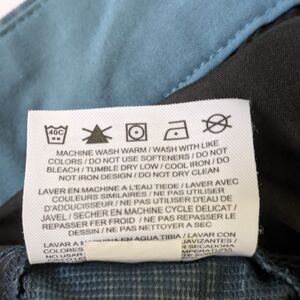 40C
MACHINE WASH WARM / WASH WITH LIKE
COLORS / DO NOT USE SOFTENERS / DO NOT
BLEACH / TUMBLE DRY LOW / COOL IRON / DO
NOT IRON DESIGN / DO NOT DRY CLEAN
LAVER EN MACHINE A L'EAU TIEDE / LAVER AVEC
COULEURS SIMILAIRES / NE PAS UTILISER
D'ADOUCISSEUR / NE PAS UTILISER D'EAU DE
JAVEL / SECHER EN MACHINE CYCLE DELICAT /
REPASSER FER FROID / NE PAS REPASSER LE
DESSIN / NE PAS NETTOYER A SEC
LAVAR A MAQUINA EN AGUA TIBIA / LAVAR CON